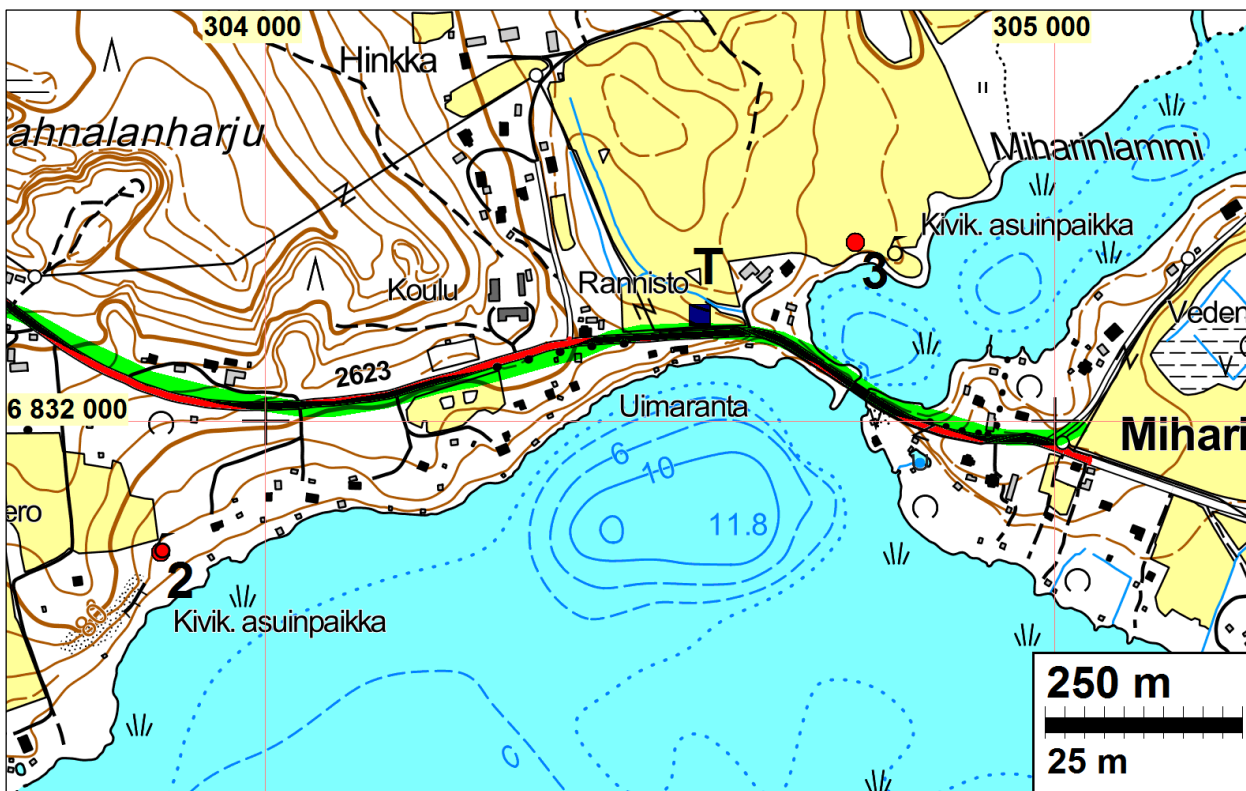 304 000
305 000
Hinkka
ahnalanharju
Miharinlammi
Kivik. asuinpaikka
T
3
Koulu
Rannisto
Veden
2623
6 832 000
Uimaranta
Mihari
6
10
11.8
ero
2
80
Kivik. asuinpaikka
250 m
25 m